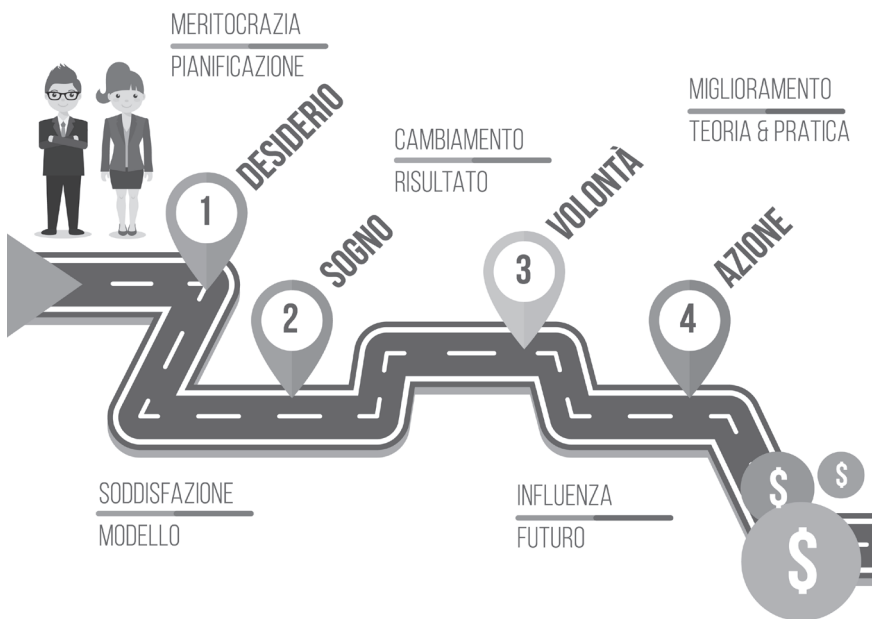 MERITOCRAZIA
PIANIFICAZIONE
MIGLIORAMENTO
TEORIA & PRATICA
CAMBIAMENTO
RISULTATO
1
DESIDERIO
2
SOGNO
3
VOLONTÀ
4
AZIONE
SODDISFAZIONE
MODELLO
INFLUENZA
FUTURO
$
$
$